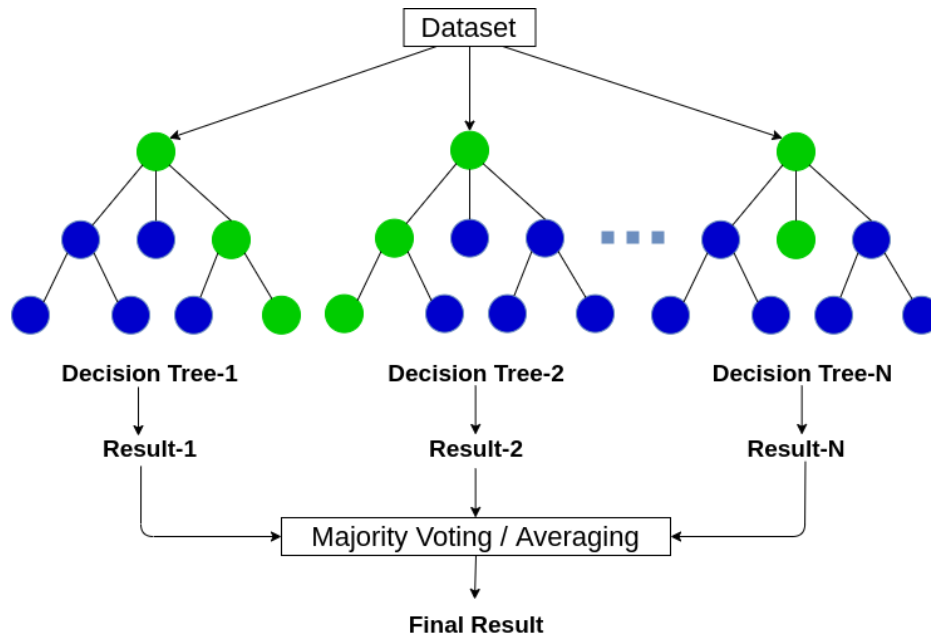 Dataset
Decision Tree-1
Decision Tree-2
Decision Tree-N
Result-1
Result-2
Result-N
Majority Voting / Averaging
Final Result